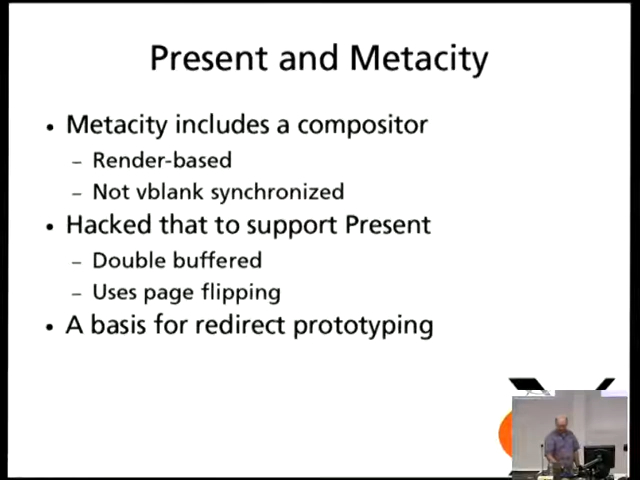 Present and Metacity
• Metacity includes a compositor
– Render-based
– Not vblank synchronized
• Hacked that to support Present
– Double buffered
– Uses page flipping
• A basis for redirect prototyping